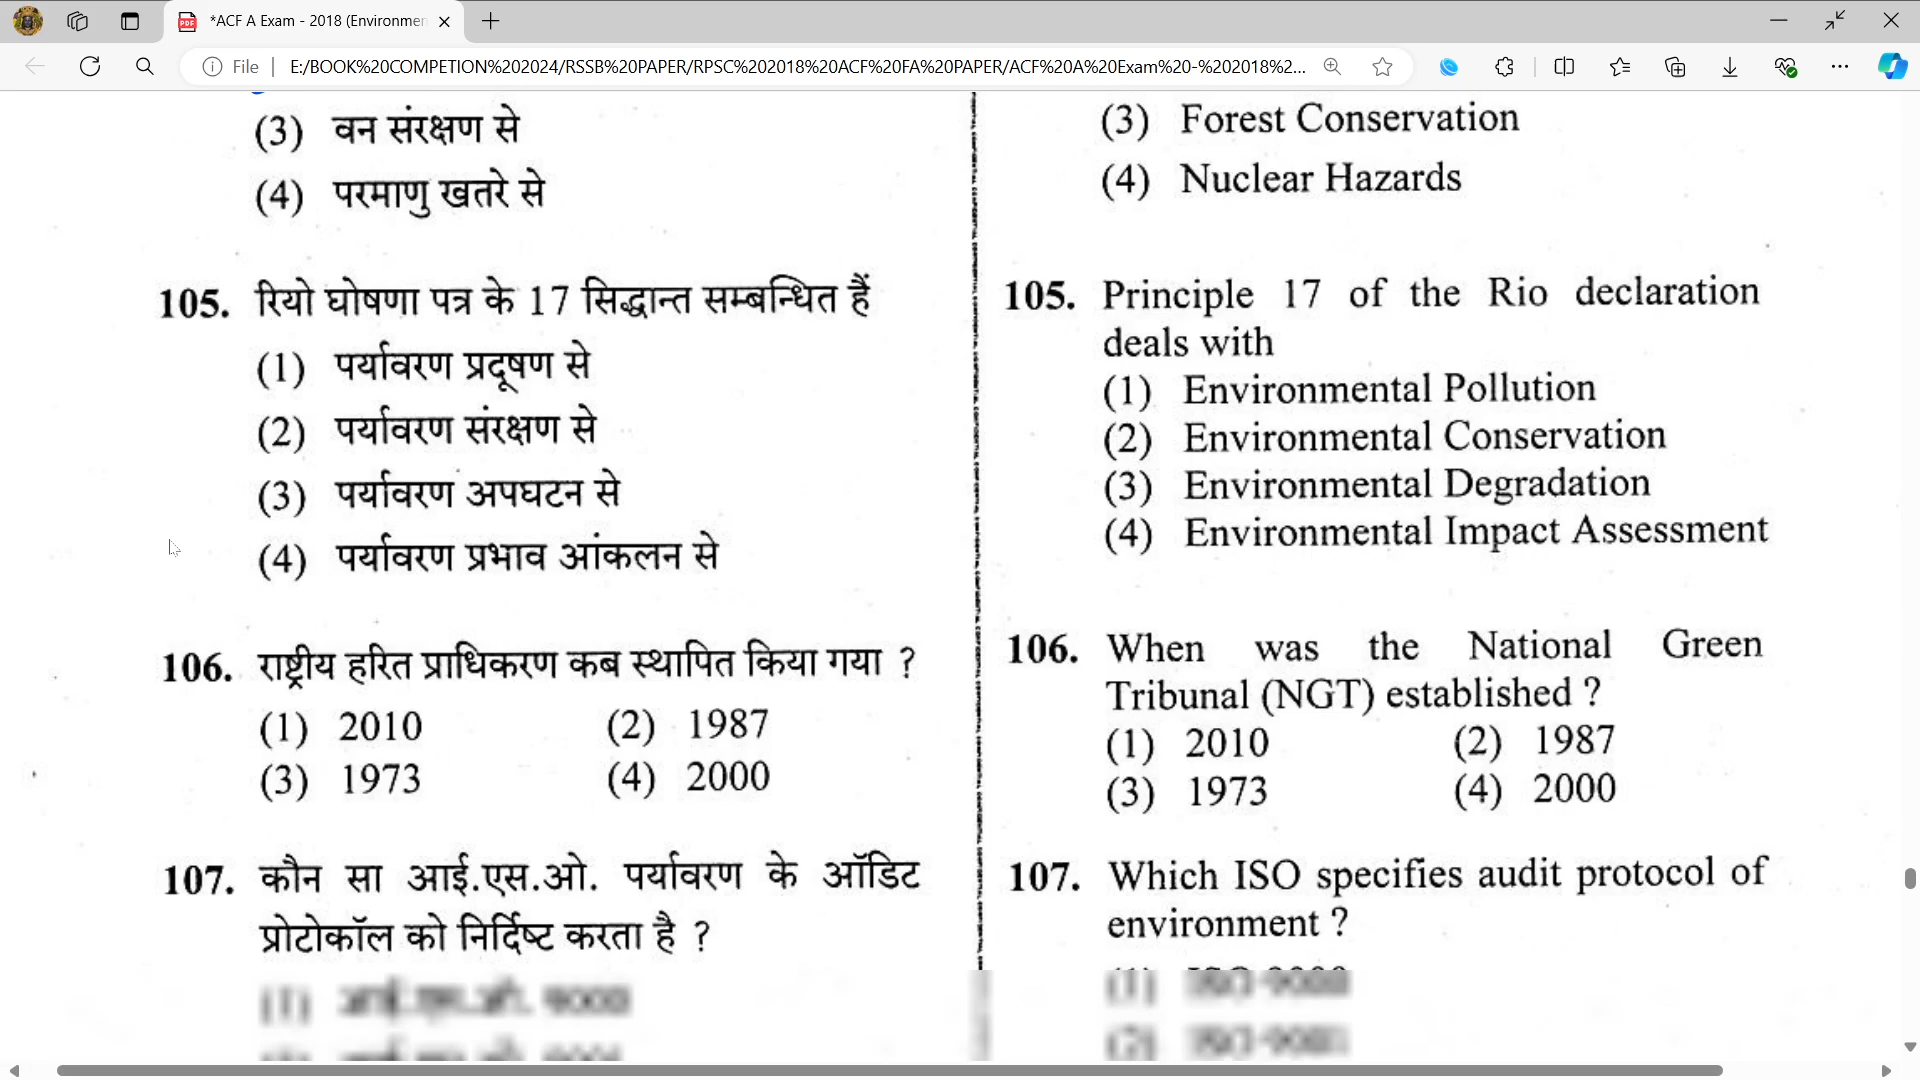 *ACF A Exam - 2018 (Environmen
File
E:/BOOK%20COMPETION%202024/RSSB%20PAPER/RPSC%202018%20ACF%20FA%20PAPER/ACF%20A%20Exam%20-%202018%2...
(3) वन संरक्षण से
(4) परमाणु खतरे से
105. रियो घोषणा पत्र के 17 सिद्धान्त सम्बन्धित हैं
(1) पर्यावरण प्रदूषण से
(2) पर्यावरण संरक्षण से
(3) पर्यावरण अपघटन से
(4) पर्यावरण प्रभाव आंकलन से
106. राष्ट्रीय हरित प्राधिकरण कब स्थापित किया गया ?
(1) 2010 (2) 1987
(3) 1973 (4) 2000
107. कौन सा आई.एस.ओ. पर्यावरण के ऑडिट
प्रोटोकॉल को निर्दिष्ट करता है ?
(3) Forest Conservation
(4) Nuclear Hazards
105. Principle 17 of the Rio declaration
deals with
(1) Environmental Pollution
(2) Environmental Conservation
(3) Environmental Degradation
(4) Environmental Impact Assessment
106. When was the National Green
Tribunal (NGT) established ?
(1) 2010 (2) 1987
(3) 1973 (4) 2000
107. Which ISO specifies audit protocol of
environment ?